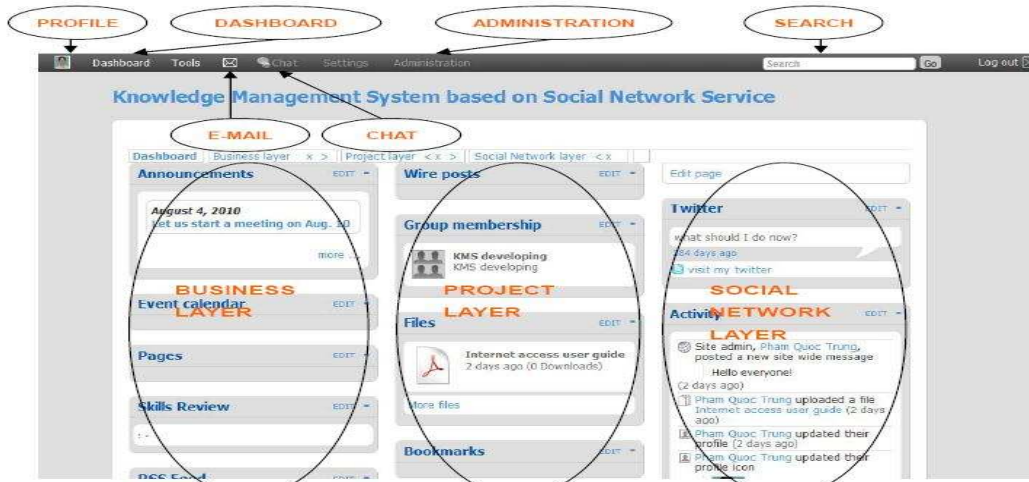 PROFILE DASHBOARD ADMINISTRATION SEARCH
Dashboard Tools Chat Settings Administration Search Go Log out
Knowledge Management System based on Social Network Service
E-MAIL CHAT
Dashboard Business layer x > Project layer < x > Social Network layer < x
Announcements EDIT
August 4, 2010
Let us start a meeting on Aug. 10
more ...
BUSINESS LAYER
Event calendar EDIT
Pages EDIT
Skills Review EDIT
: -
RSS Feed EDIT
Wire posts EDIT
Group membership EDIT
KMS developing
KMS developing
PROJECT LAYER
Files EDIT
Internet access user guide
2 days ago (0 Downloads)
More files
Bookmarks EDIT
Edit page
Twitter EDIT
what should I do now?
284 days ago
visit my twitter
SOCIAL NETWORK LAYER
Activity EDIT
Site admin, Pham Quoc Trung,
posted a new site wide message
Hello everyone!
(2 days ago)
Pham Quoc Trung uploaded a file
Internet access user guide (2 days
ago)
Pham Quoc Trung updated their
profile (2 days ago)
Pham Quoc Trung updated their
profile icon